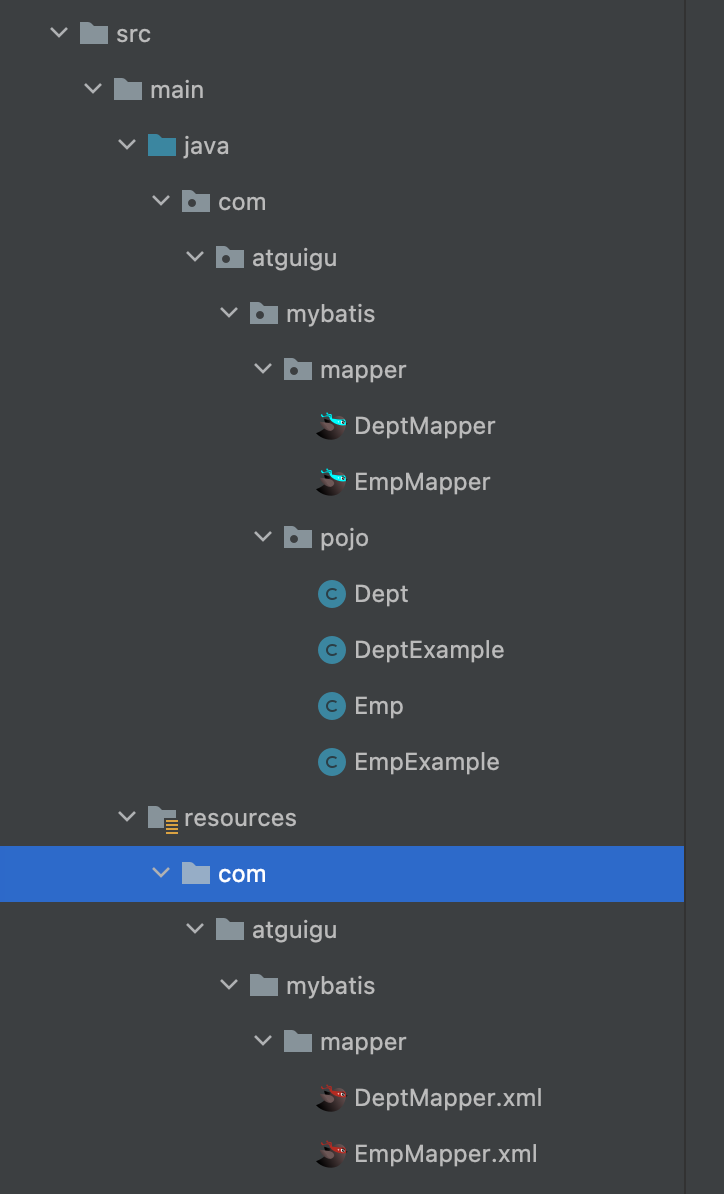 src
main
java
com
atguigu
mybatis
mapper
DeptMapper
EmpMapper
pojo
C Dept
C DeptExample
C Emp
C EmpExample
resources
com
atguigu
mybatis
mapper
DeptMapper.xml
EmpMapper.xml